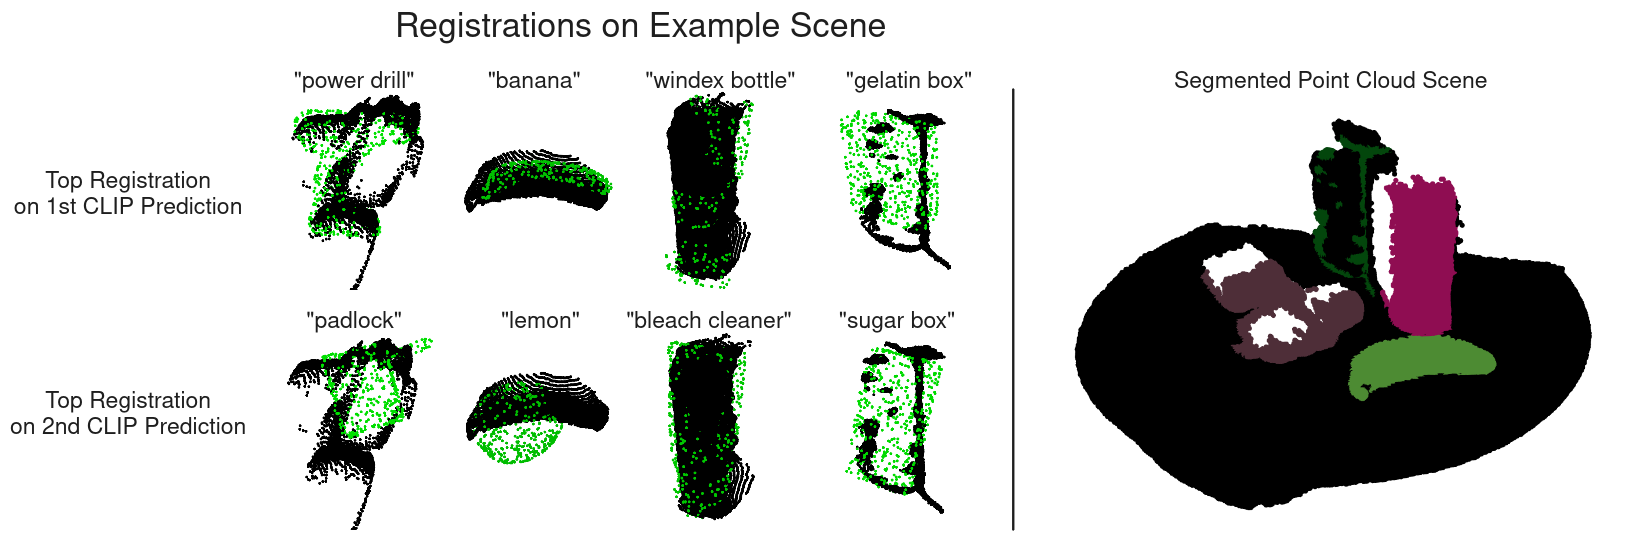 Registrations on Example Scene
"power drill" "banana" "windex bottle" "gelatin box" Segmented Point Cloud Scene
Top Registration
on 1st CLIP Prediction
"padlock" "lemon" "bleach cleaner" "sugar box"
Top Registration
on 2nd CLIP Prediction